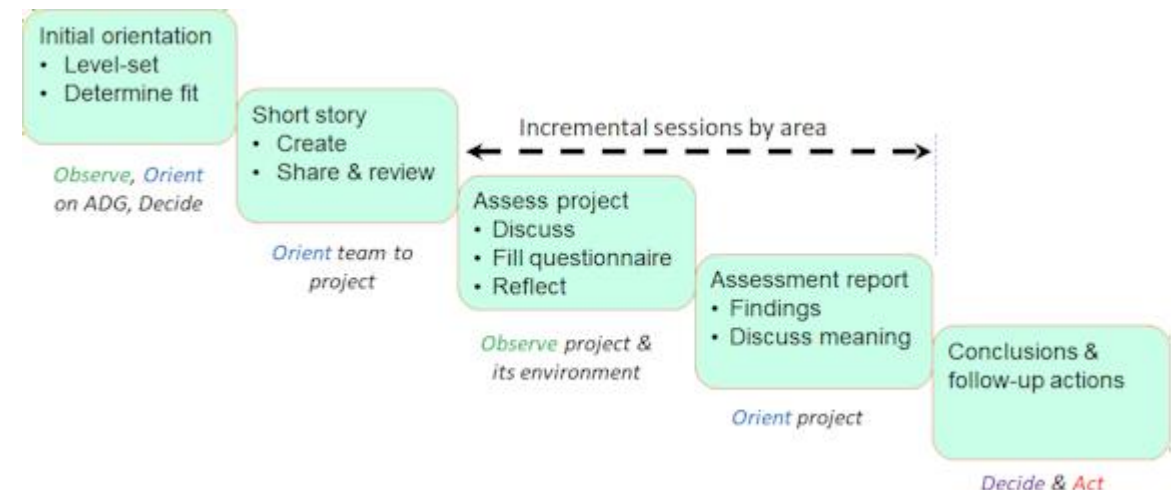 Initial orientation
• Level-set
• Determine fit
Observe, Orient
on ADG, Decide
Short story
• Create
• Share & review
Orient team to
project
Incremental sessions by area
Assess project
• Discuss
• Fill questionnaire
• Reflect
Observe project &
its environment
Assessment report
• Findings
• Discuss meaning
Orient project
Conclusions &
follow-up actions
Decide & Act